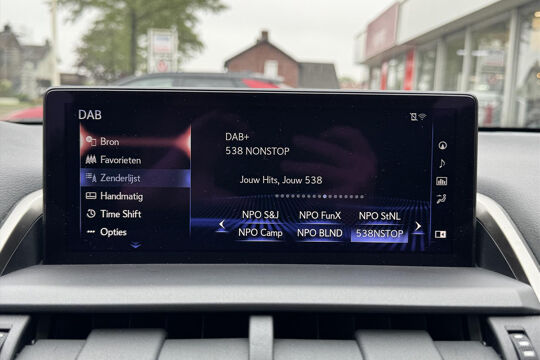 DAB
Bron
Favorieten
Zenderlijst
Handmatig
Time Shift
Opties
DAB+
538 NONSTOP
Jouw Hits, Jouw 538
NPO S&J NPO FunX NPO StNL
NPO Camp NPO BLND 538NSTOP